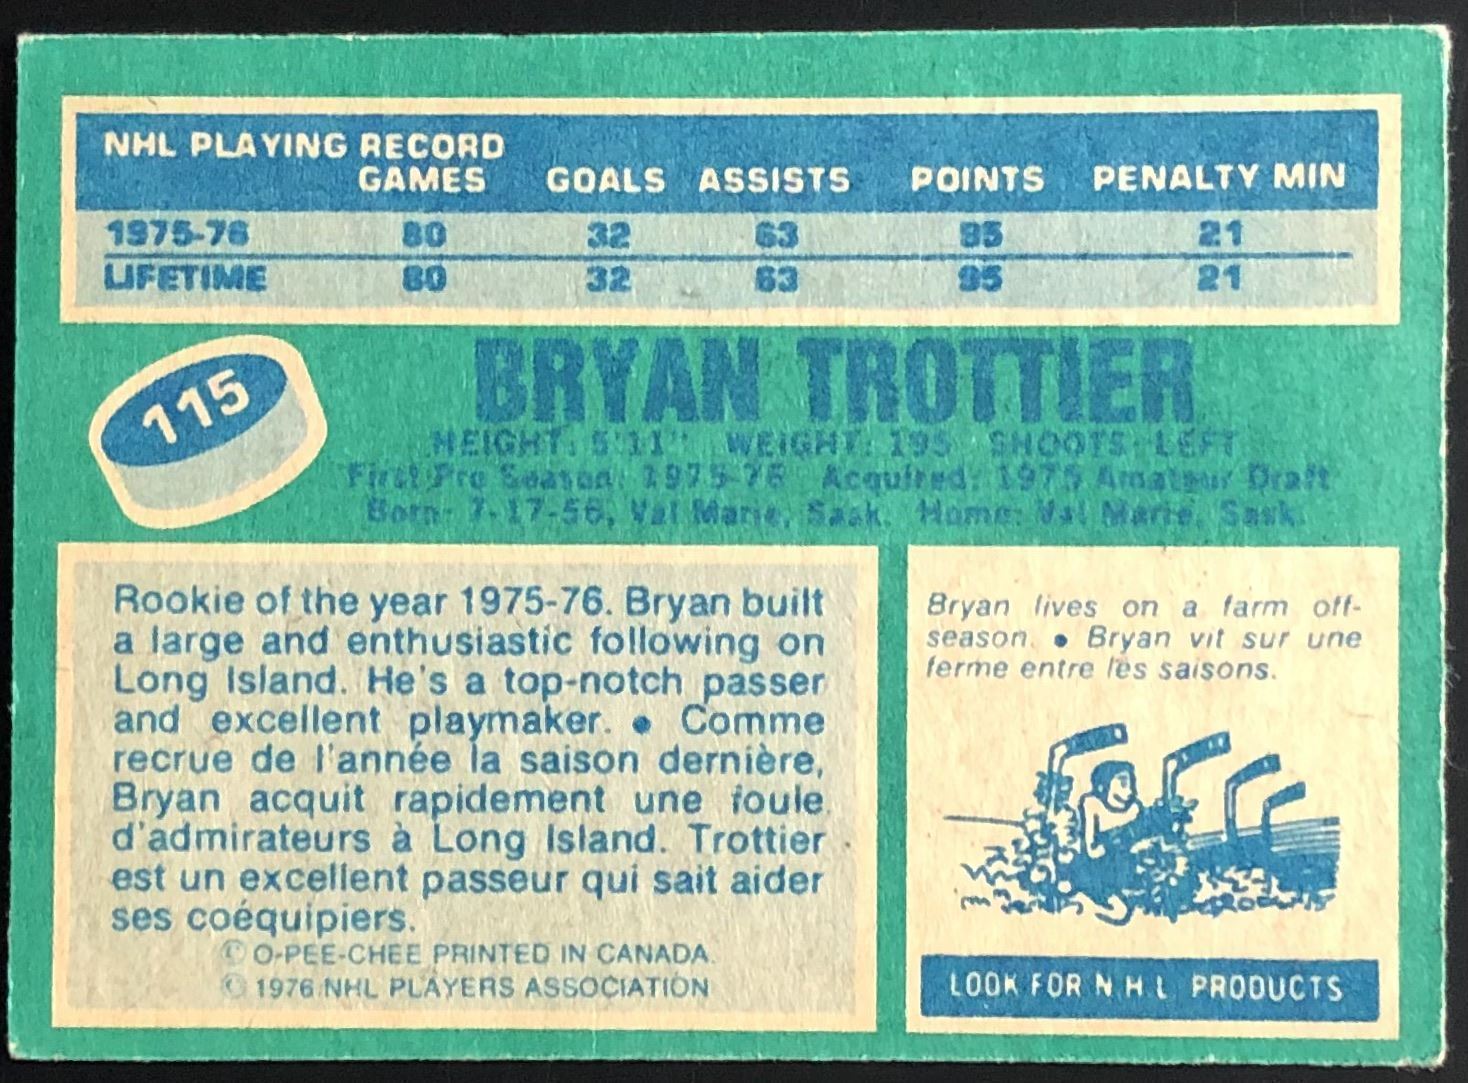 NHL PLAYING RECORD
GAMES GOALS ASSISTS POINTS PENALTY MIN
1975-76 80 32 63 95 21
LIFETIME 80 32 63 95 21
115
BRYAN TROTTIER
HEIGHT: 5'11" WEIGHT: 195 SHOOTS: LEFT
First Pro Season: 1975-76 Acquired: 1975 Amateur Draft
Born- 7-17-56, Val Marie, Sask. Home: Val Marie, Sask.
Rookie of the year 1975-76. Bryan built
a large and enthusiastic following on
Long Island. He's a top-notch passer
and excellent playmaker. • Comme
recrue de l'année la saison dernière,
Bryan acquit rapidement une foule
d'admirateurs à Long Island. Trottier
est un excellent passeur qui sait aider
ses coéquipiers.
© O-PEE-CHEE PRINTED IN CANADA.
© 1976 NHL PLAYERS ASSOCIATION
Bryan lives on a farm off-
season. • Bryan vit sur une
ferme entre les saisons.
LOOK FOR N H L PRODUCTS